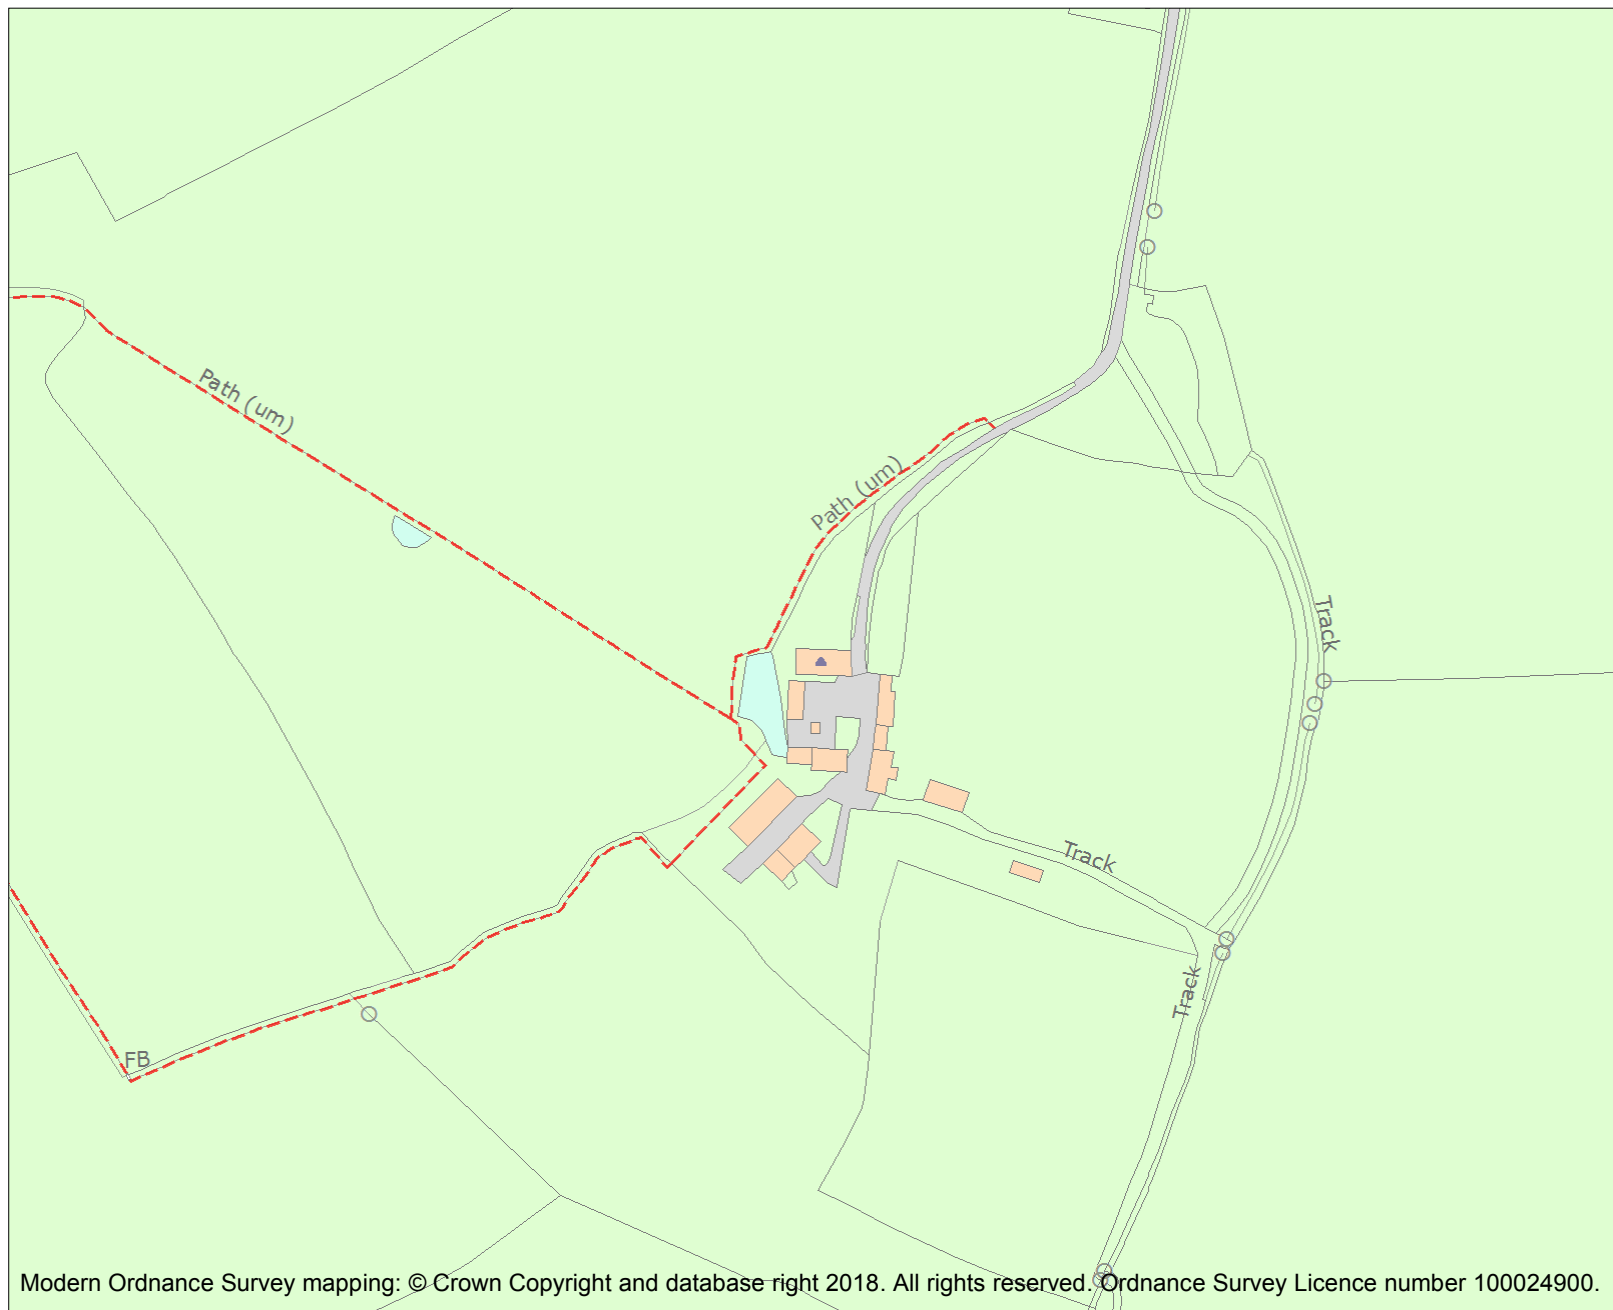 Path (um)
Path (um)
Track
Track
Track
FB
Modern Ordnance Survey mapping: © Crown Copyright and database right 2018. All rights reserved. Ordnance Survey Licence number 100024900.